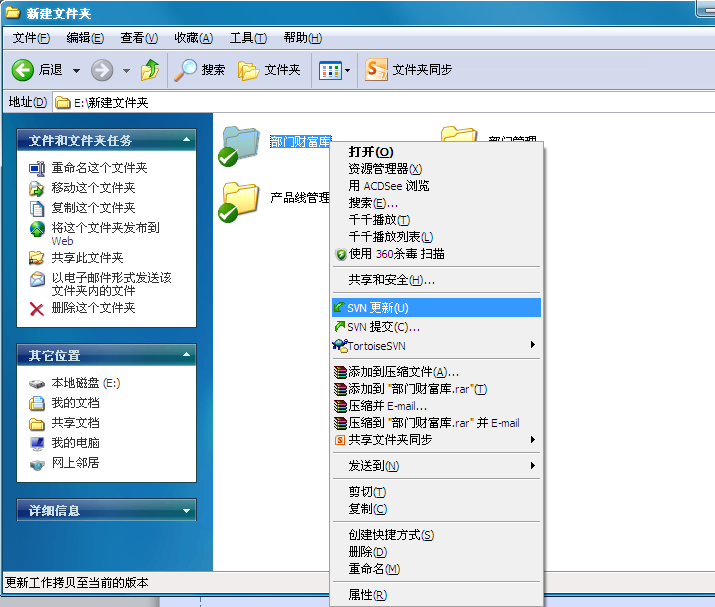 新建文件夹
文件(F) 编辑(E) 查看(V) 收藏(A) 工具(T) 帮助(H)
后退 搜索 文件夹 文件夹同步
地址(D) E:\新建文件夹
文件和文件夹任务
重命名这个文件夹
移动这个文件夹
复制这个文件夹
将这个文件夹发布到
Web
共享此文件夹
以电子邮件形式发送该
文件夹内的文件
删除这个文件夹
其它位置
本地磁盘 (E:)
我的文档
共享文档
我的电脑
网上邻居
详细信息
部门财富库
部门管理
产品线管理
打开(O)
资源管理器(X)
用 ACDSee 浏览
搜索(E)...
千千播放(T)
千千播放列表(L)
使用 360杀毒 扫描
共享和安全(H)...
SVN 更新(U)
SVN 提交(C)...
TortoiseSVN
添加到压缩文件(A)...
添加到 "部门财富库.rar"(T)
压缩并 E-mail...
压缩到 "部门财富库.rar" 并 E-mail
共享文件夹同步
发送到(N)
剪切(T)
复制(C)
创建快捷方式(S)
删除(D)
重命名(M)
属性(R)
更新工作拷贝至当前的版本